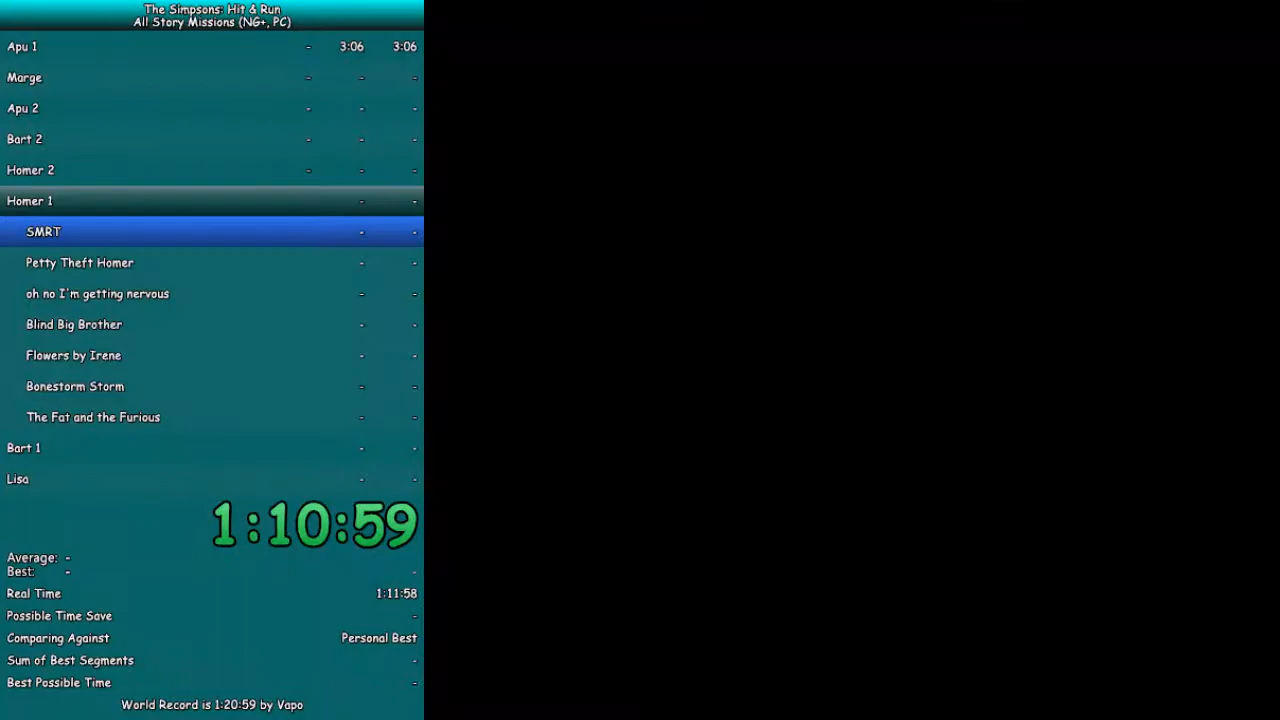 The Simpsons: Hit & Run
All Story Missions (NG+, PC)
Apu 1 - 3:06 3:06
Marge - - -
Apu 2 - - -
Bart 2 - - -
Homer 2 - - -
Homer 1 - -
SMRT - -
Petty Theft Homer - -
oh no I'm getting nervous - -
Blind Big Brother - -
Flowers by Irene - -
Bonestorm Storm - -
The Fat and the Furious - -
Bart 1 - -
Lisa - -
1:10:59
Average: -
Best: - -
Real Time 1:11:58
Possible Time Save -
Comparing Against Personal Best
Sum of Best Segments -
Best Possible Time -
World Record is 1:20:59 by Vapo